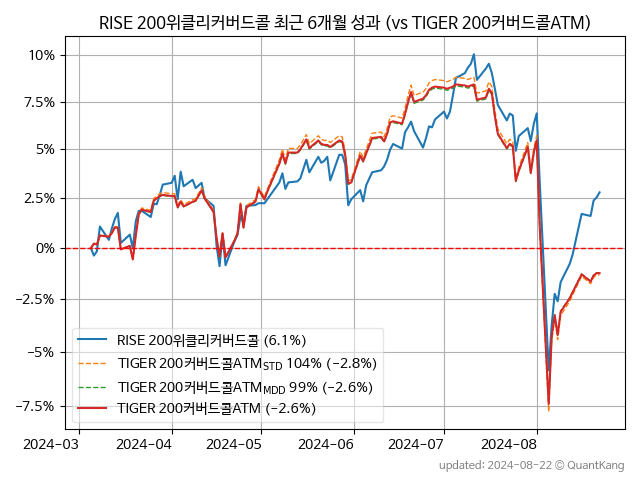 RISE 200위클리커버드콜 최근 6개월 성과 (vs TIGER 200커버드콜ATM)
10%
7.5%
5%
2.5%
0%
−2.5%
−5%
−7.5%
RISE 200위클리커버드콜 (6.1%)
TIGER 200커버드콜ATM_STD 104% (−2.8%)
TIGER 200커버드콜ATM_MDD 99% (−2.6%)
TIGER 200커버드콜ATM (−2.6%)
2024-03 2024-04 2024-05 2024-06 2024-07 2024-08
updated: 2024-08-22 © QuantKang